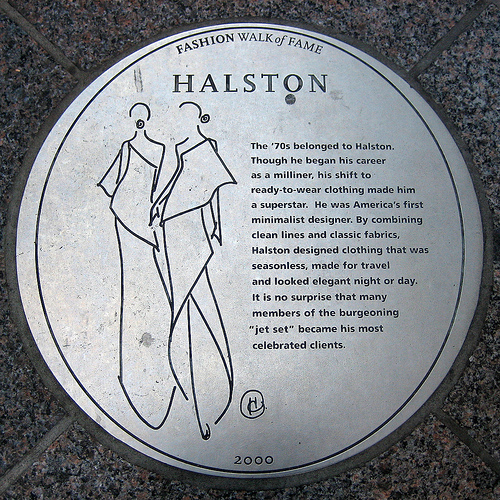 FASHION WALK of FAME
HALSTON
The '70s belonged to Halston.
Though he began his career
as a milliner, his shift to
ready-to-wear clothing made him
a superstar. He was America's first
minimalist designer. By combining
clean lines and classic fabrics,
Halston designed clothing that was
seasonless, made for travel
and looked elegant night or day.
It is no surprise that many
members of the burgeoning
"jet set" became his most
celebrated clients.
H
2000